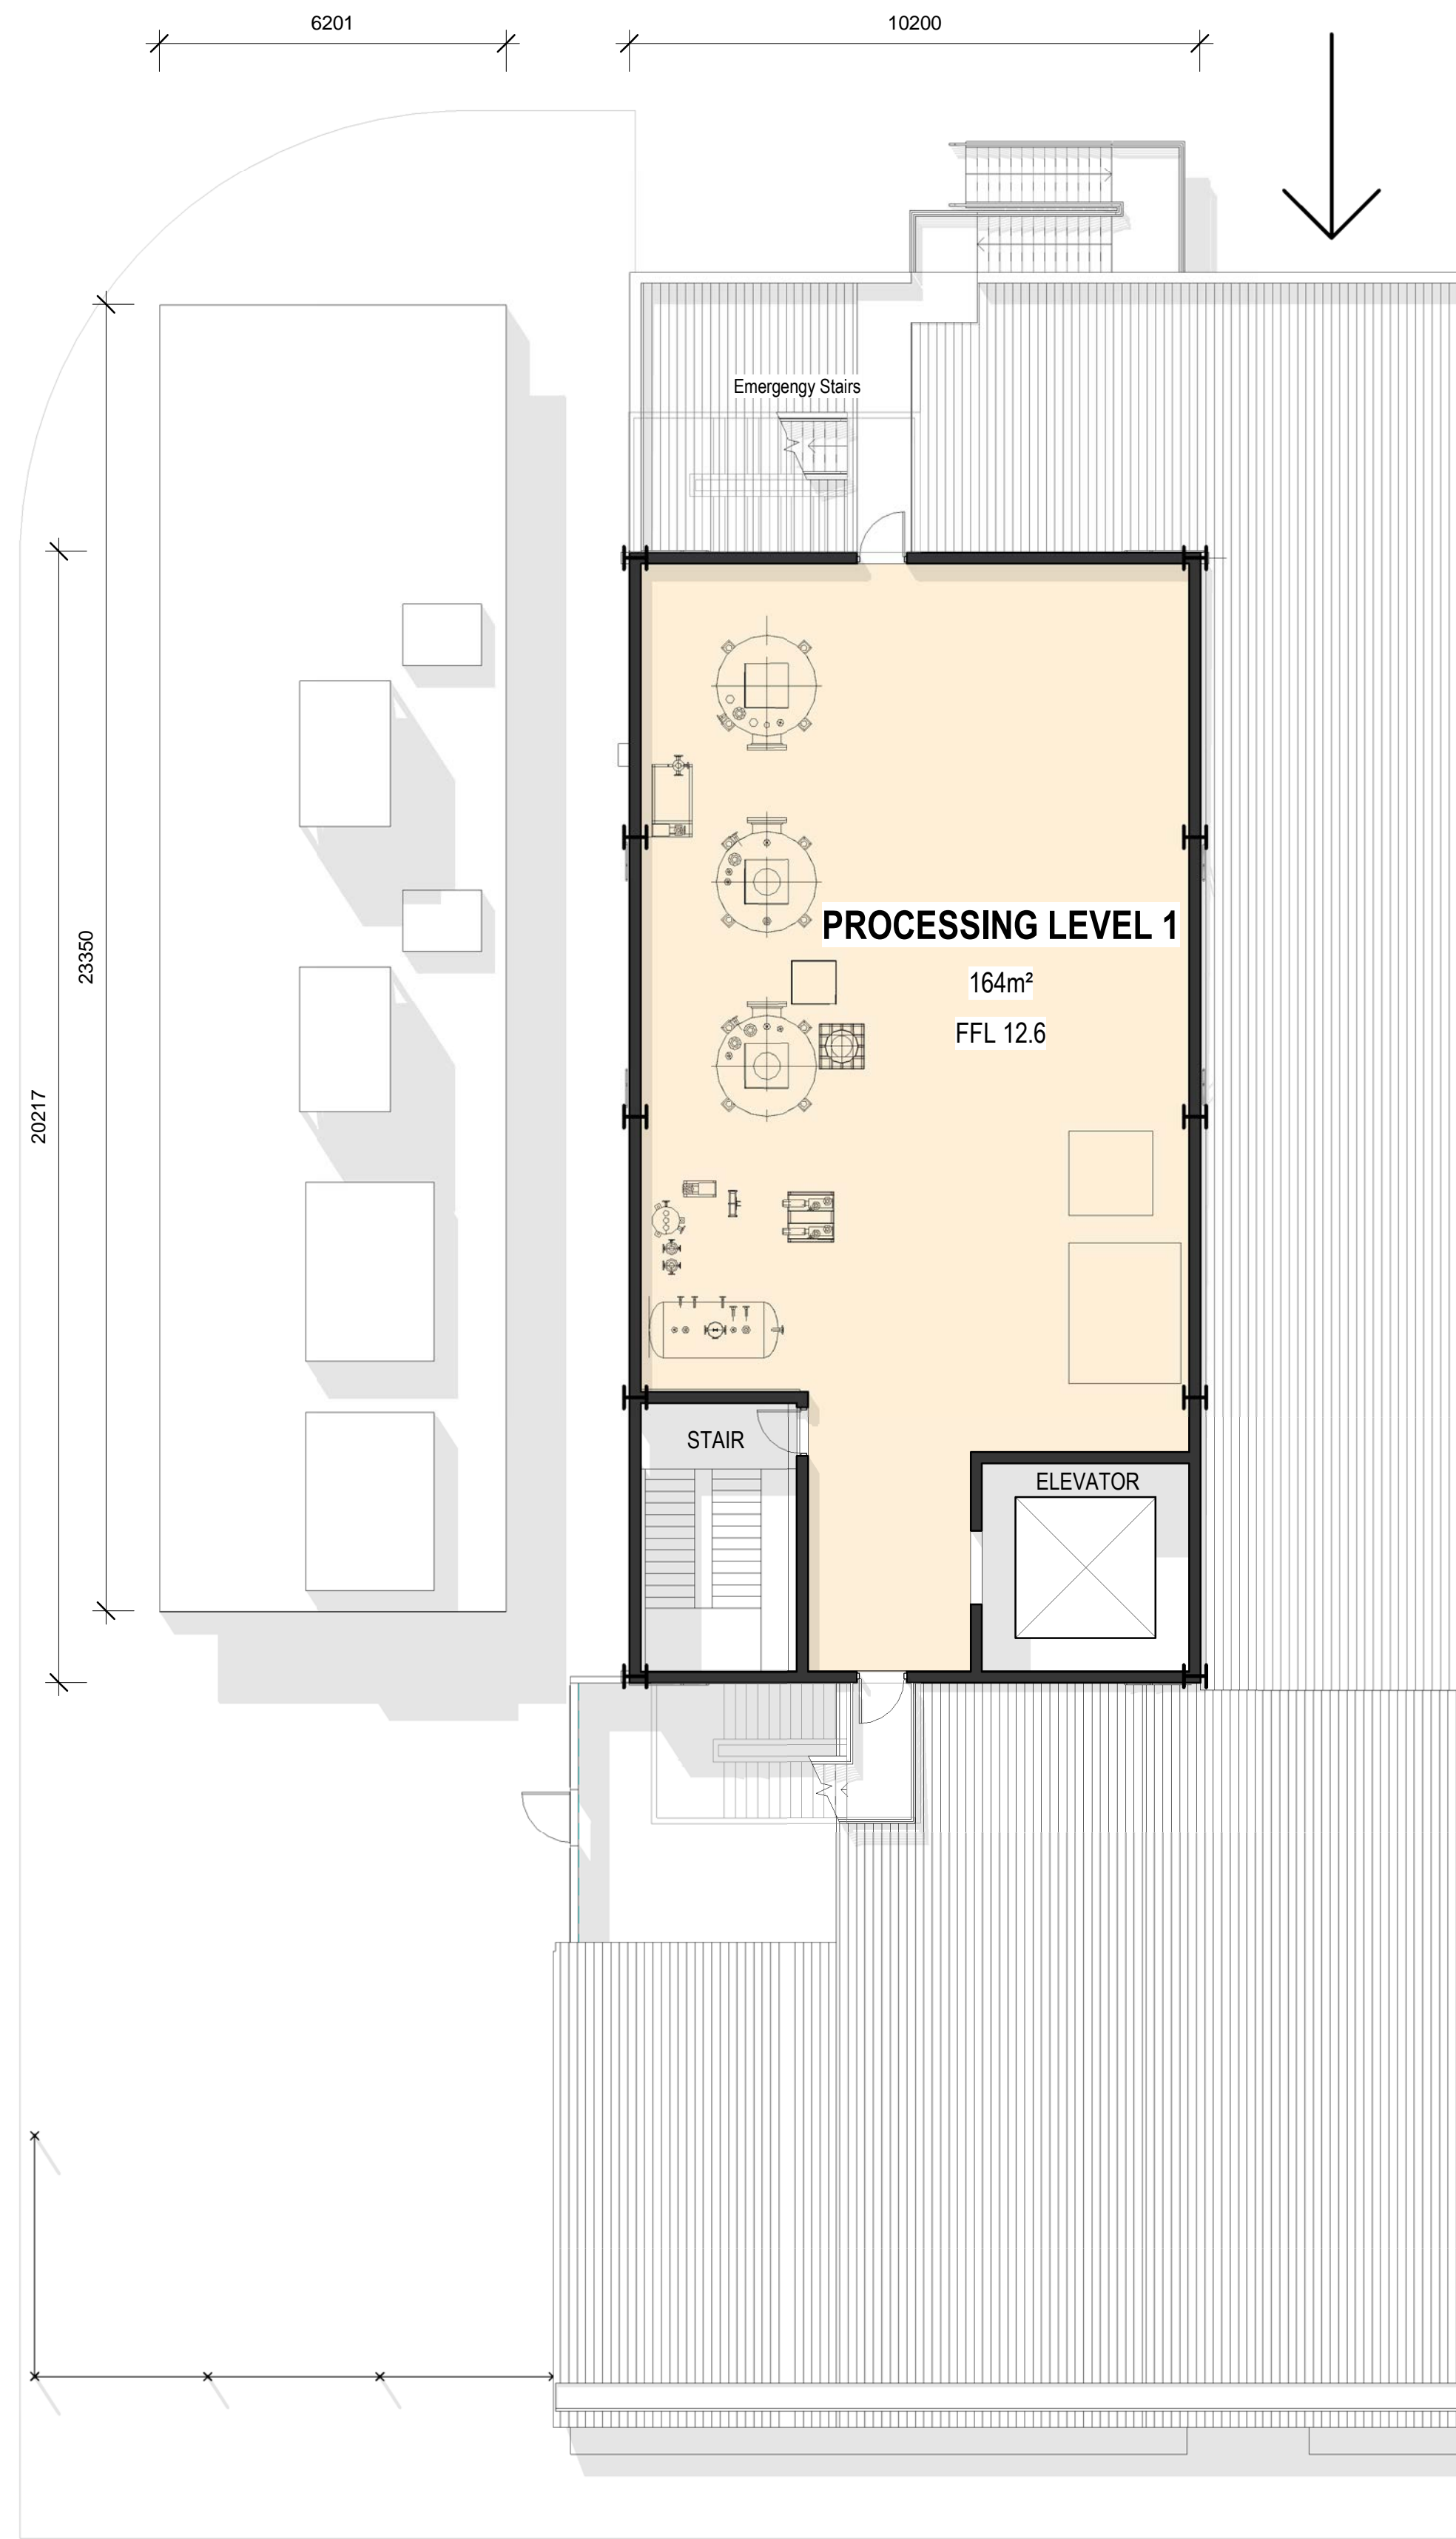 6201
10200
Emergengy Stairs
23350
20217
PROCESSING LEVEL 1
164m²
FFL 12.6
STAIR
ELEVATOR